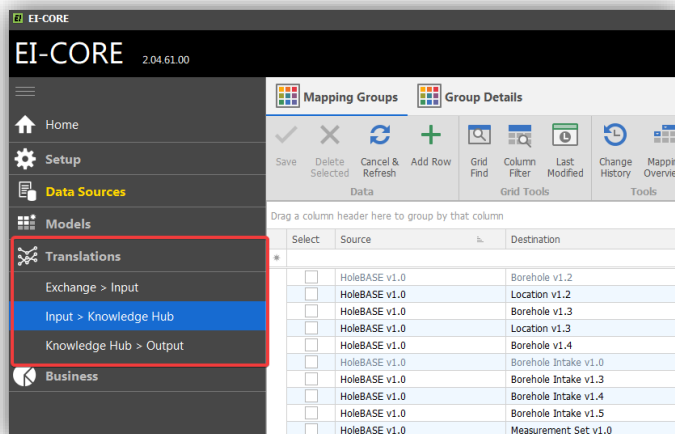 EI-CORE
EI-CORE 2.04.61.00
Home
Setup
Data Sources
Models
Translations
Exchange > Input
Input > Knowledge Hub
Knowledge Hub > Output
Business
Mapping Groups Group Details
Save Delete Selected Cancel & Refresh Add Row Grid Find Column Filter Last Modified Change History
Data Grid Tools Tools
Drag a column header here to group by that column
Select Source Destination
HoleBASE v1.0 Borehole v1.2
HoleBASE v1.0 Location v1.2
HoleBASE v1.0 Borehole v1.3
HoleBASE v1.0 Location v1.3
HoleBASE v1.0 Borehole v1.4
HoleBASE v1.0 Borehole Intake v1.0
HoleBASE v1.0 Borehole Intake v1.3
HoleBASE v1.0 Borehole Intake v1.4
HoleBASE v1.0 Borehole Intake v1.5
HoleBASE v1.0 Measurement Set v1.0